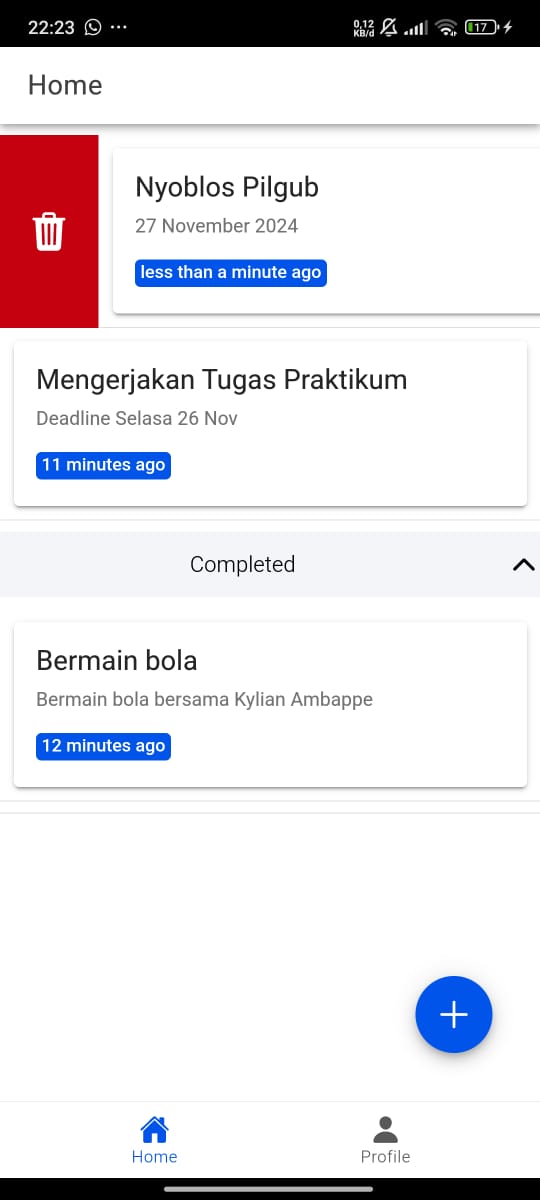 22:23
0,12
KB/d
17
Home
Nyoblos Pilgub
27 November 2024
less than a minute ago
Mengerjakan Tugas Praktikum
Deadline Selasa 26 Nov
11 minutes ago
Completed
Bermain bola
Bermain bola bersama Kylian Ambappe
12 minutes ago
Home
Profile